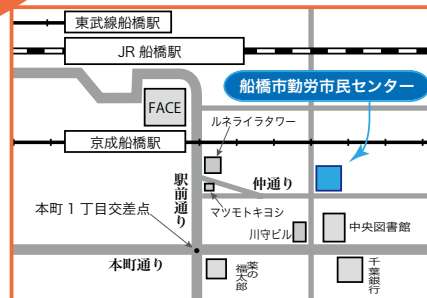 東武線船橋駅
JR 船橋駅
船橋市勤労市民センター
FACE
ルネライラタワー
京成船橋駅
駅前通り
仲通り
マツモトキヨシ
本町1丁目交差点
川守ビル
中央図書館
本町通り
薬の
福太郎
千葉銀行